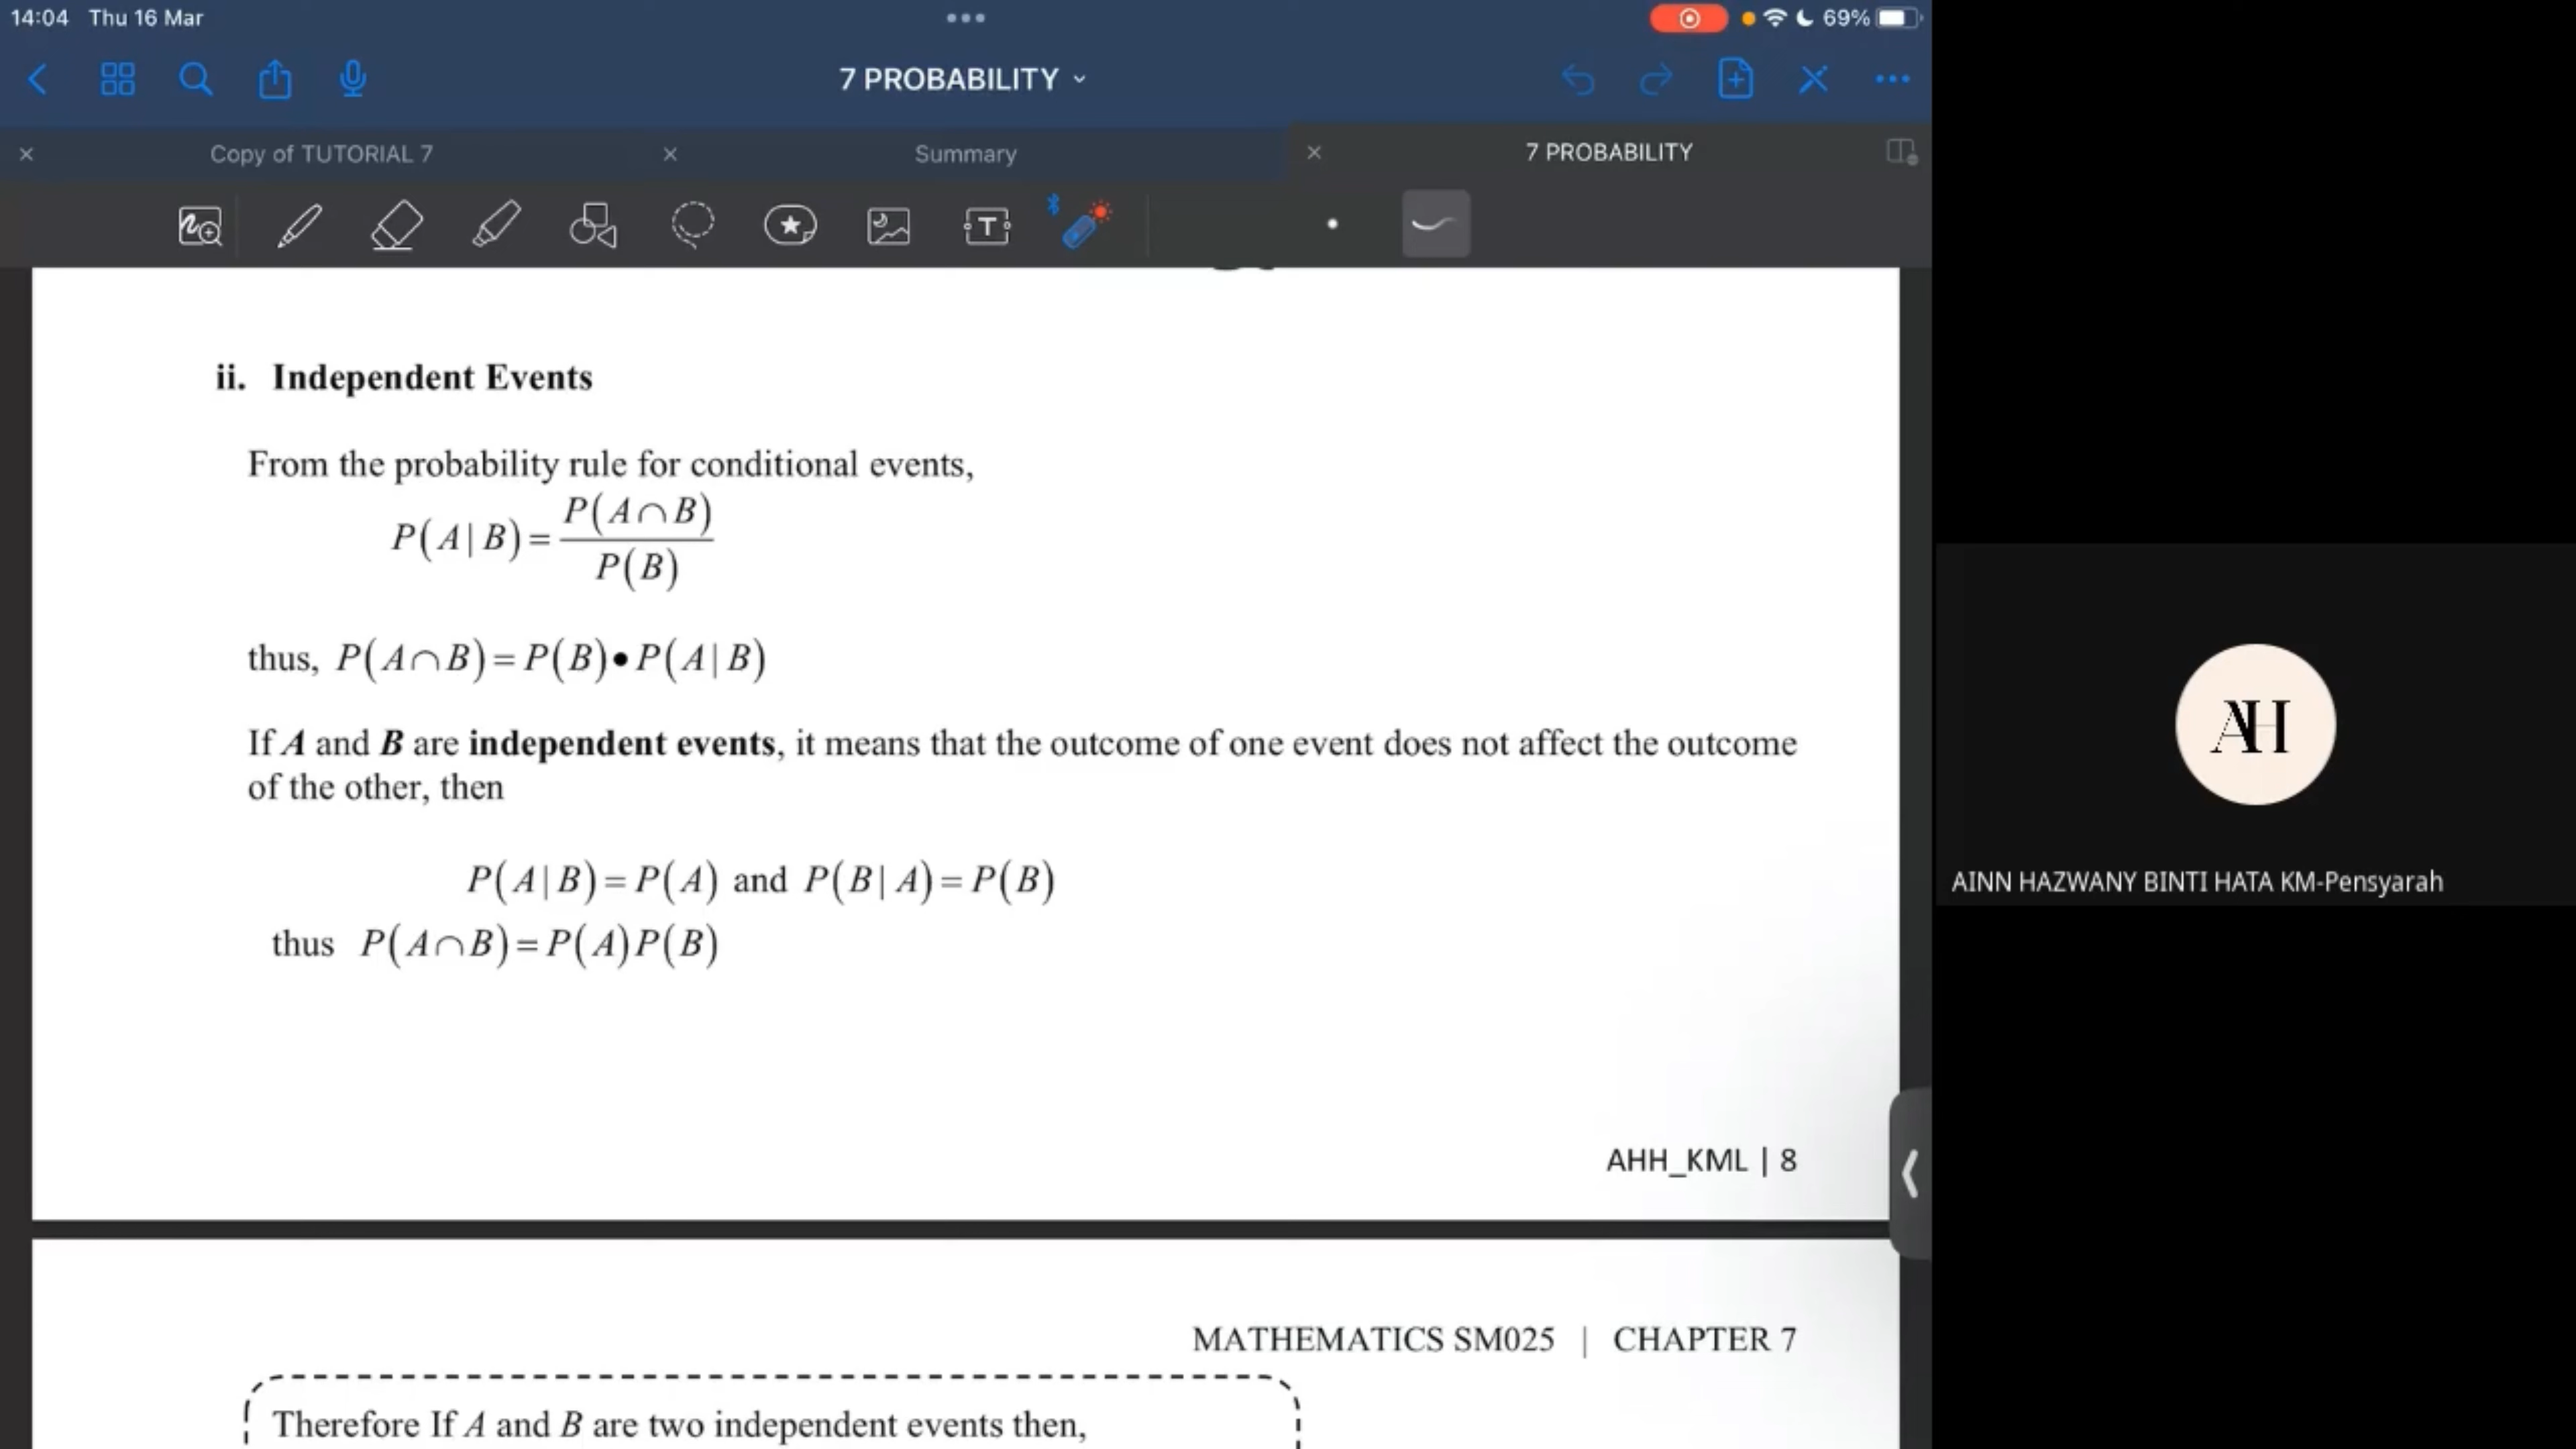 14:04 Thu 16 Mar
69%
7 PROBABILITY
Copy of TUTORIAL 7
Summary
7 PROBABILITY
ii. Independent Events
From the probability rule for conditional events,
P(A|B) = P(A∩B) / P(B)
thus, P(A∩B) = P(B)•P(A|B)
If A and B are independent events, it means that the outcome of one event does not affect the outcome
of the other, then
P(A|B) = P(A) and P(B|A) = P(B)
thus P(A∩B) = P(A)P(B)
AHH_KML | 8
MATHEMATICS SM025 | CHAPTER 7
Therefore If A and B are two independent events then,
AH
AINN HAZWANY BINTI HATA KM-Pensyarah